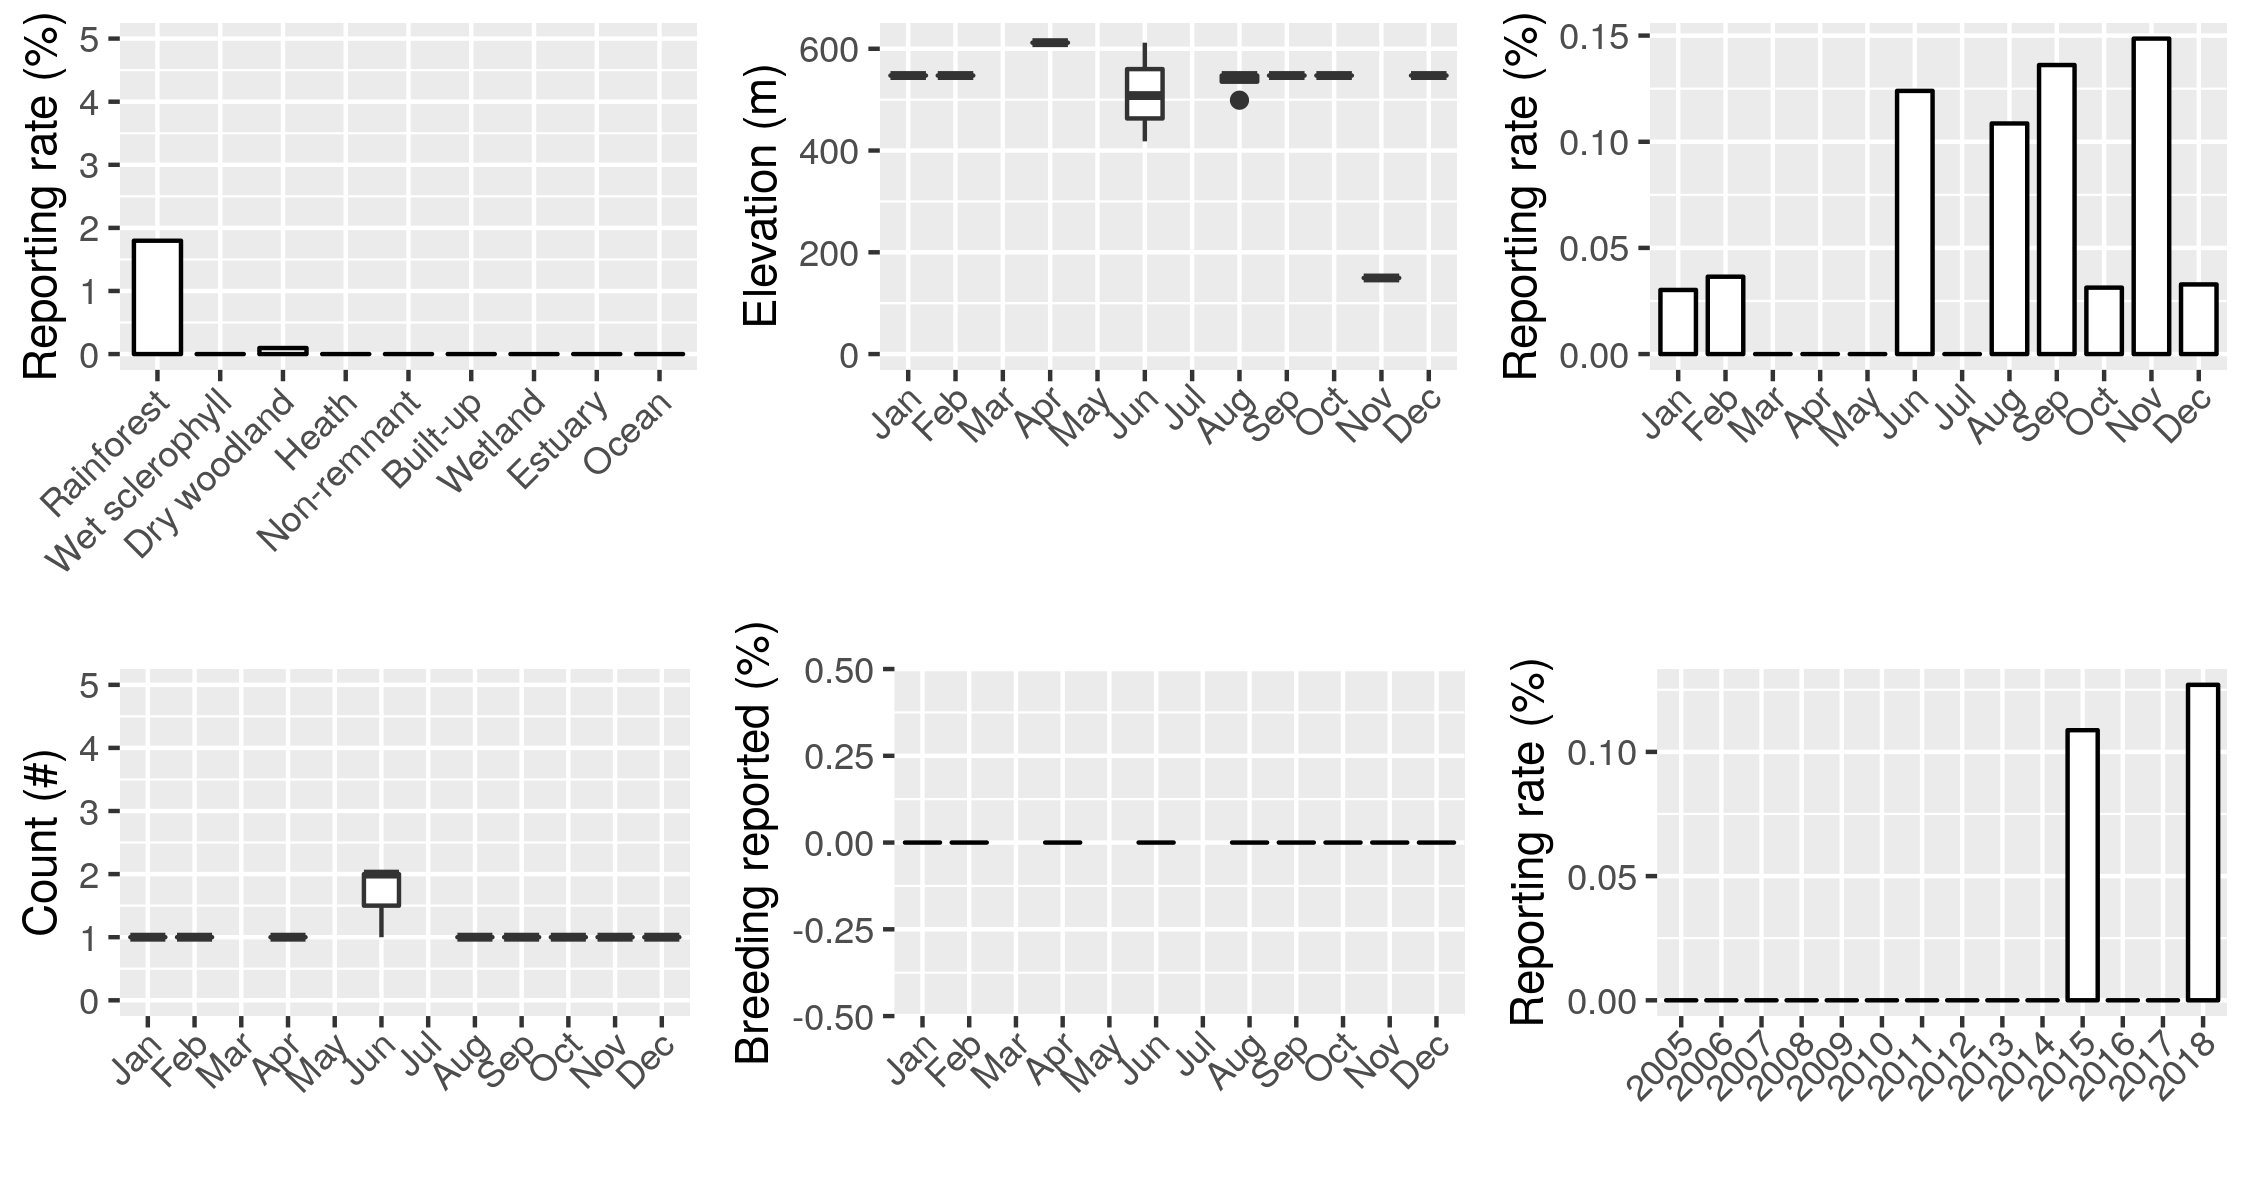 Reporting rate (%)
5
4
3
2
1
0
Rainforest
Wet sclerophyll
Dry woodland
Heath
Non-remnant
Built-up
Wetland
Estuary
Ocean
Elevation (m)
600
400
200
0
Jan
Feb
Mar
Apr
May
Jun
Jul
Aug
Sep
Oct
Nov
Dec
Reporting rate (%)
0.15
0.10
0.05
0.00
Jan
Feb
Mar
Apr
May
Jun
Jul
Aug
Sep
Oct
Nov
Dec
Count (#)
5
4
3
2
1
0
Jan
Feb
Mar
Apr
May
Jun
Jul
Aug
Sep
Oct
Nov
Dec
Breeding reported (%)
0.50
0.25
0.00
-0.25
-0.50
Jan
Feb
Mar
Apr
May
Jun
Jul
Aug
Sep
Oct
Nov
Dec
Reporting rate (%)
0.10
0.05
0.00
2005
2006
2007
2008
2009
2010
2011
2012
2013
2014
2015
2016
2017
2018